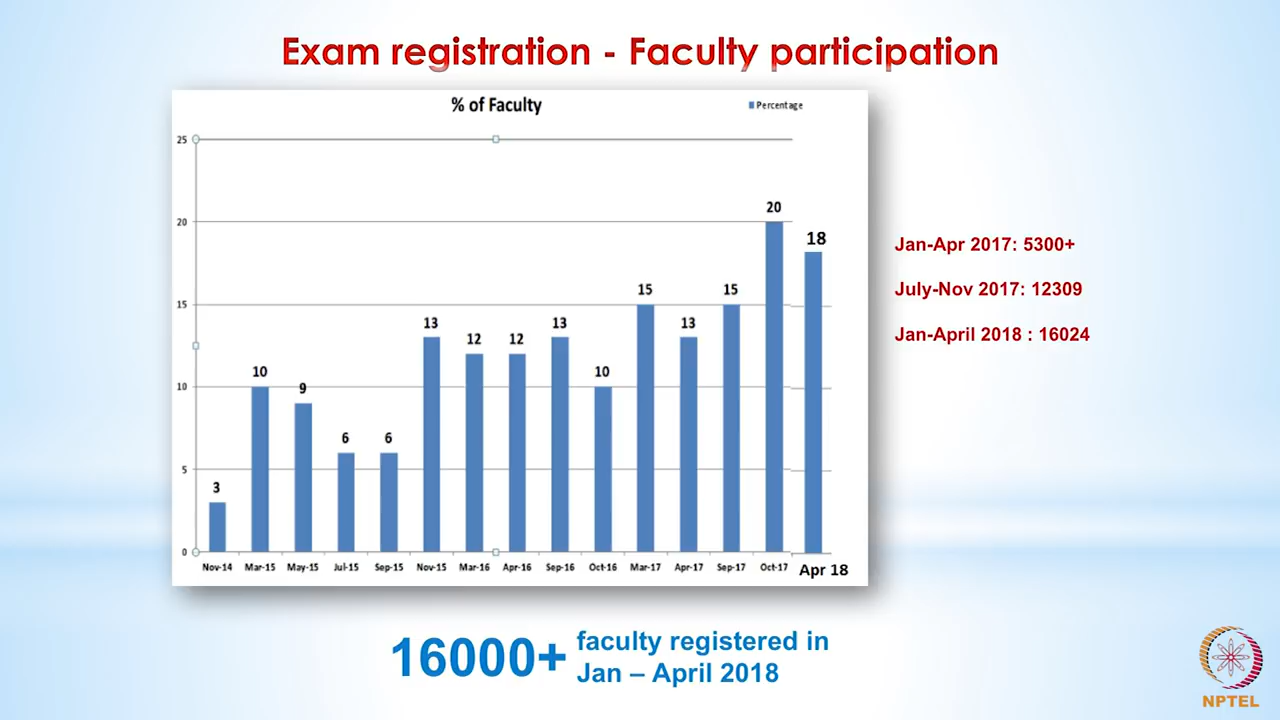 Exam registration - Faculty participation
% of Faculty
Percentage
25
20
15
10
5
0
3
10
9
6
6
13
12
12
13
10
15
13
15
20
18
Nov-14 Mar-15 May-15 Jul-15 Sep-15 Nov-15 Mar-16 Apr-16 Sep-16 Oct-16 Mar-17 Apr-17 Sep-17 Oct-17 Apr 18
Jan-Apr 2017: 5300+
July-Nov 2017: 12309
Jan-April 2018 : 16024
16000+ faculty registered in
Jan – April 2018
NPTEL